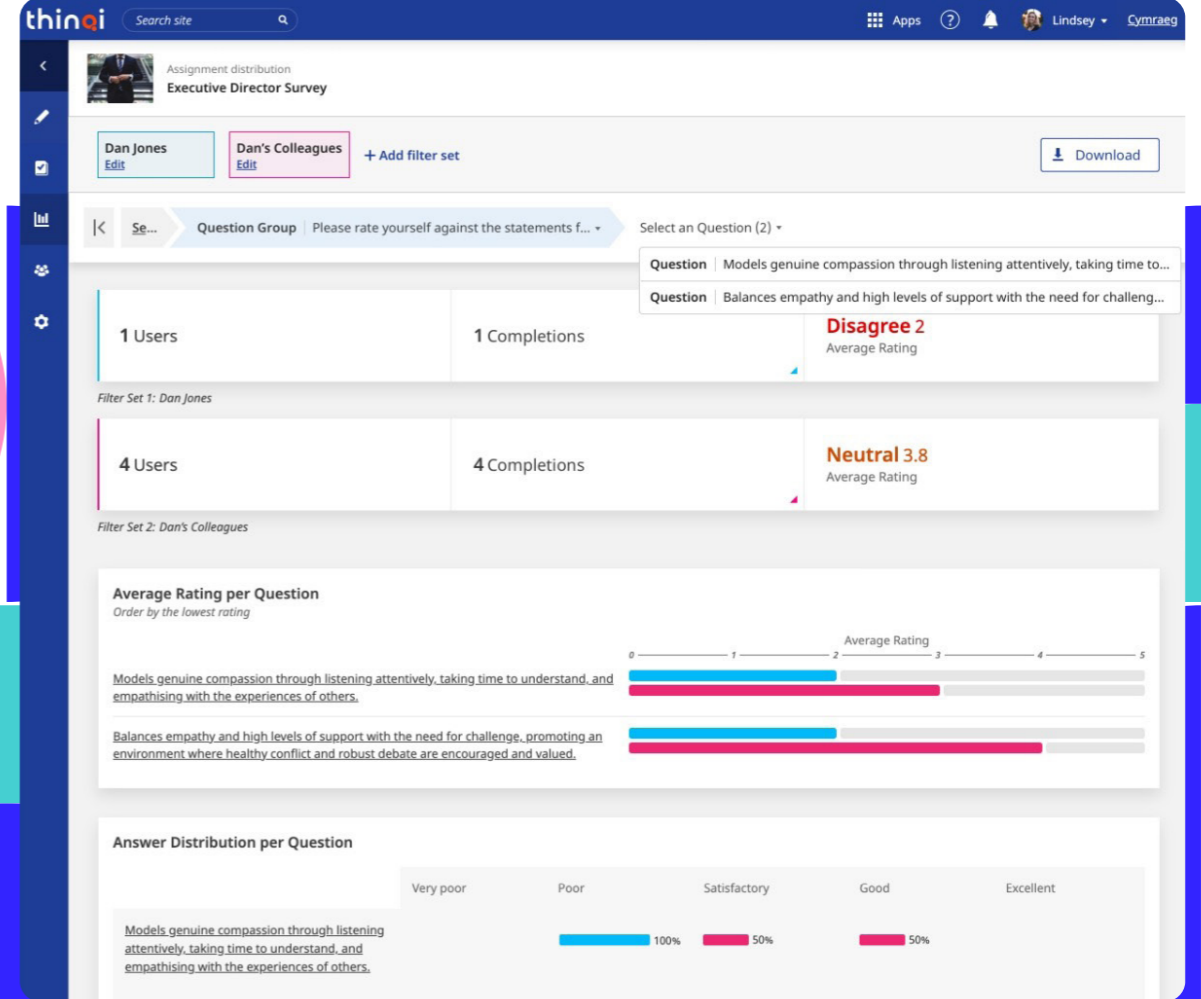 thinqi
Search site
Apps
?
Lindsey
Cymraeg
Assignment distribution
Executive Director Survey
Dan Jones
Edit
Dan's Colleagues
Edit
+ Add filter set
Download
Se...
Question Group | Please rate yourself against the statements f...
Select an Question (2)
Question | Models genuine compassion through listening attentively, taking time to...
Question | Balances empathy and high levels of support with the need for challeng...
1 Users
1 Completions
Disagree 2
Average Rating
Filter Set 1: Dan Jones
4 Users
4 Completions
Neutral 3.8
Average Rating
Filter Set 2: Dan's Colleagues
Average Rating per Question
Order by the lowest rating
Average Rating
0 1 2 3 4 5
Models genuine compassion through listening attentively, taking time to understand, and
empathising with the experiences of others.
Balances empathy and high levels of support with the need for challenge, promoting an
environment where healthy conflict and robust debate are encouraged and valued.
Answer Distribution per Question
Very poor Poor Satisfactory Good Excellent
Models genuine compassion through listening
attentively, taking time to understand, and
empathising with the experiences of others.
100% 50% 50%